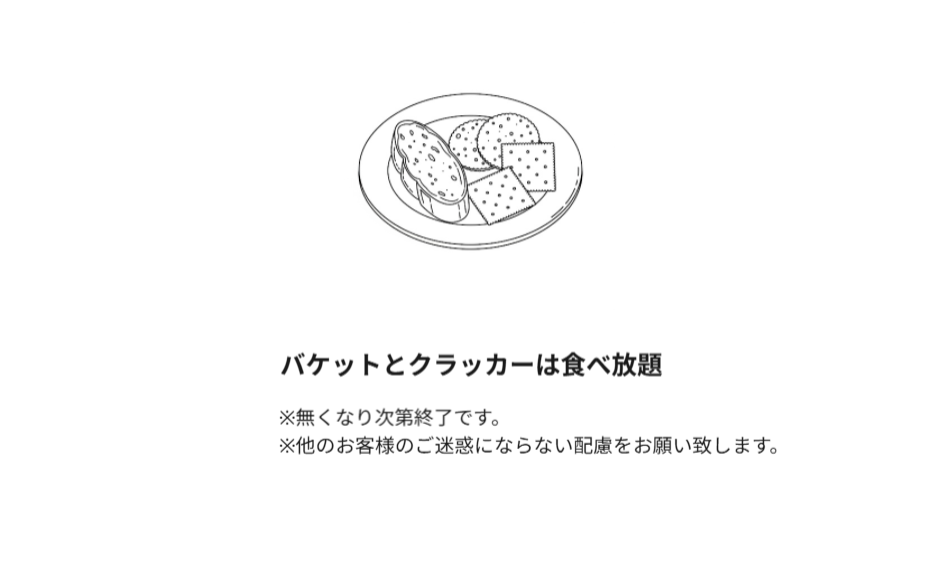 バケットとクラッカーは食べ放題
※無くなり次第終了です。
※他のお客様のご迷惑にならない配慮をお願い致します。